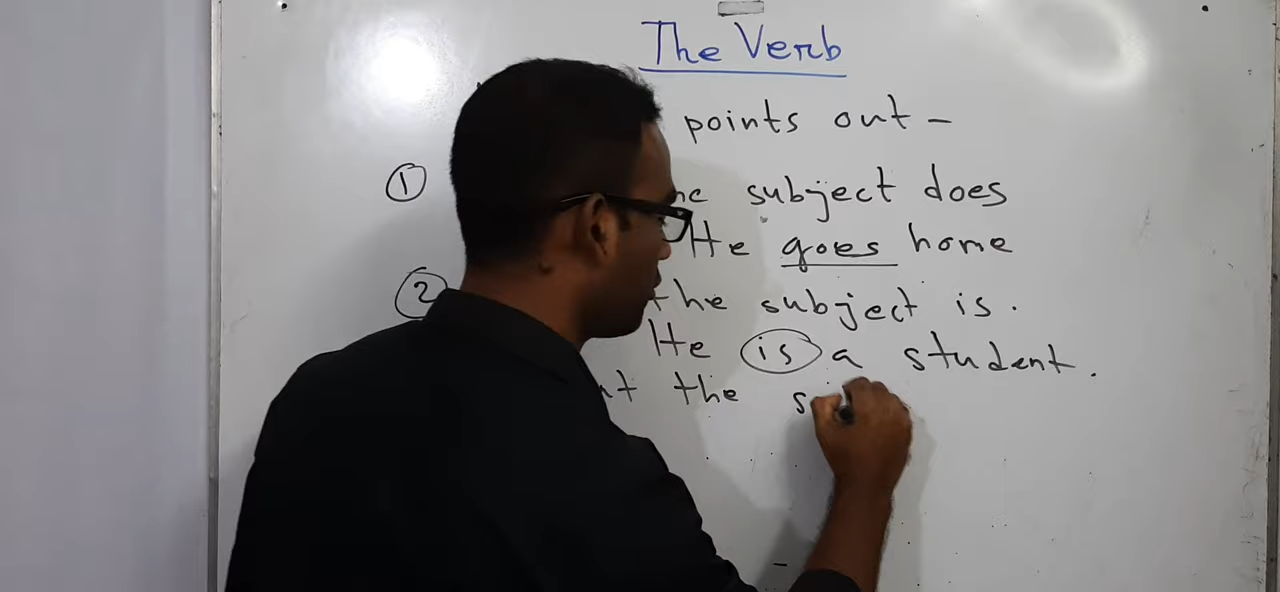 The Verb
points out -
① subject does
He goes home
② the subject is.
He is a student.
the